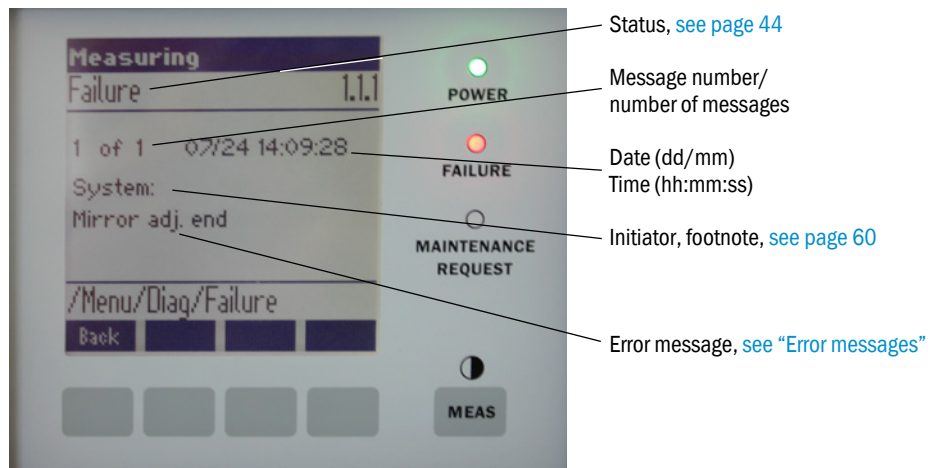 Measuring
Failure 1.1.1
1 of 1 07/24 14:09:28
System:
Mirror adj. end
/Menu/Diag/Failure
Back
POWER
FAILURE
MAINTENANCE
REQUEST
MEAS
Status, see page 44
Message number/
number of messages
Date (dd/mm)
Time (hh:mm:ss)
Initiator, footnote, see page 60
Error message, see “Error messages”